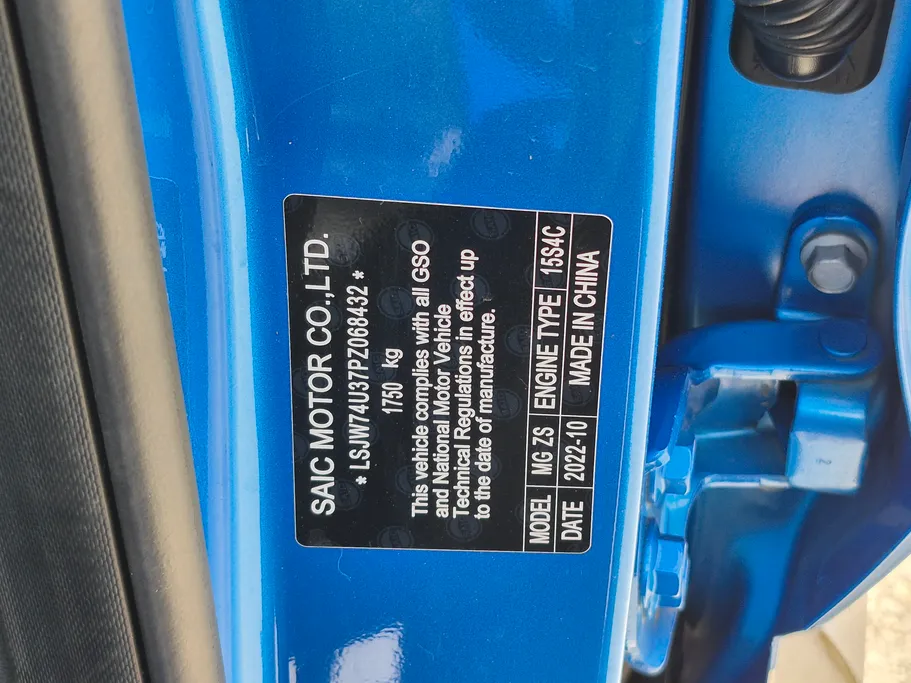 SAIC MOTOR CO.,LTD.
* LSJW74U37PZ068432 *
1750 kg
This vehicle complies with all GSO
and National Motor Vehicle
Technical Regulations in effect up
to the date of manufacture.
MODEL MG ZS ENGINE TYPE 15S4C
DATE 2022-10 MADE IN CHINA